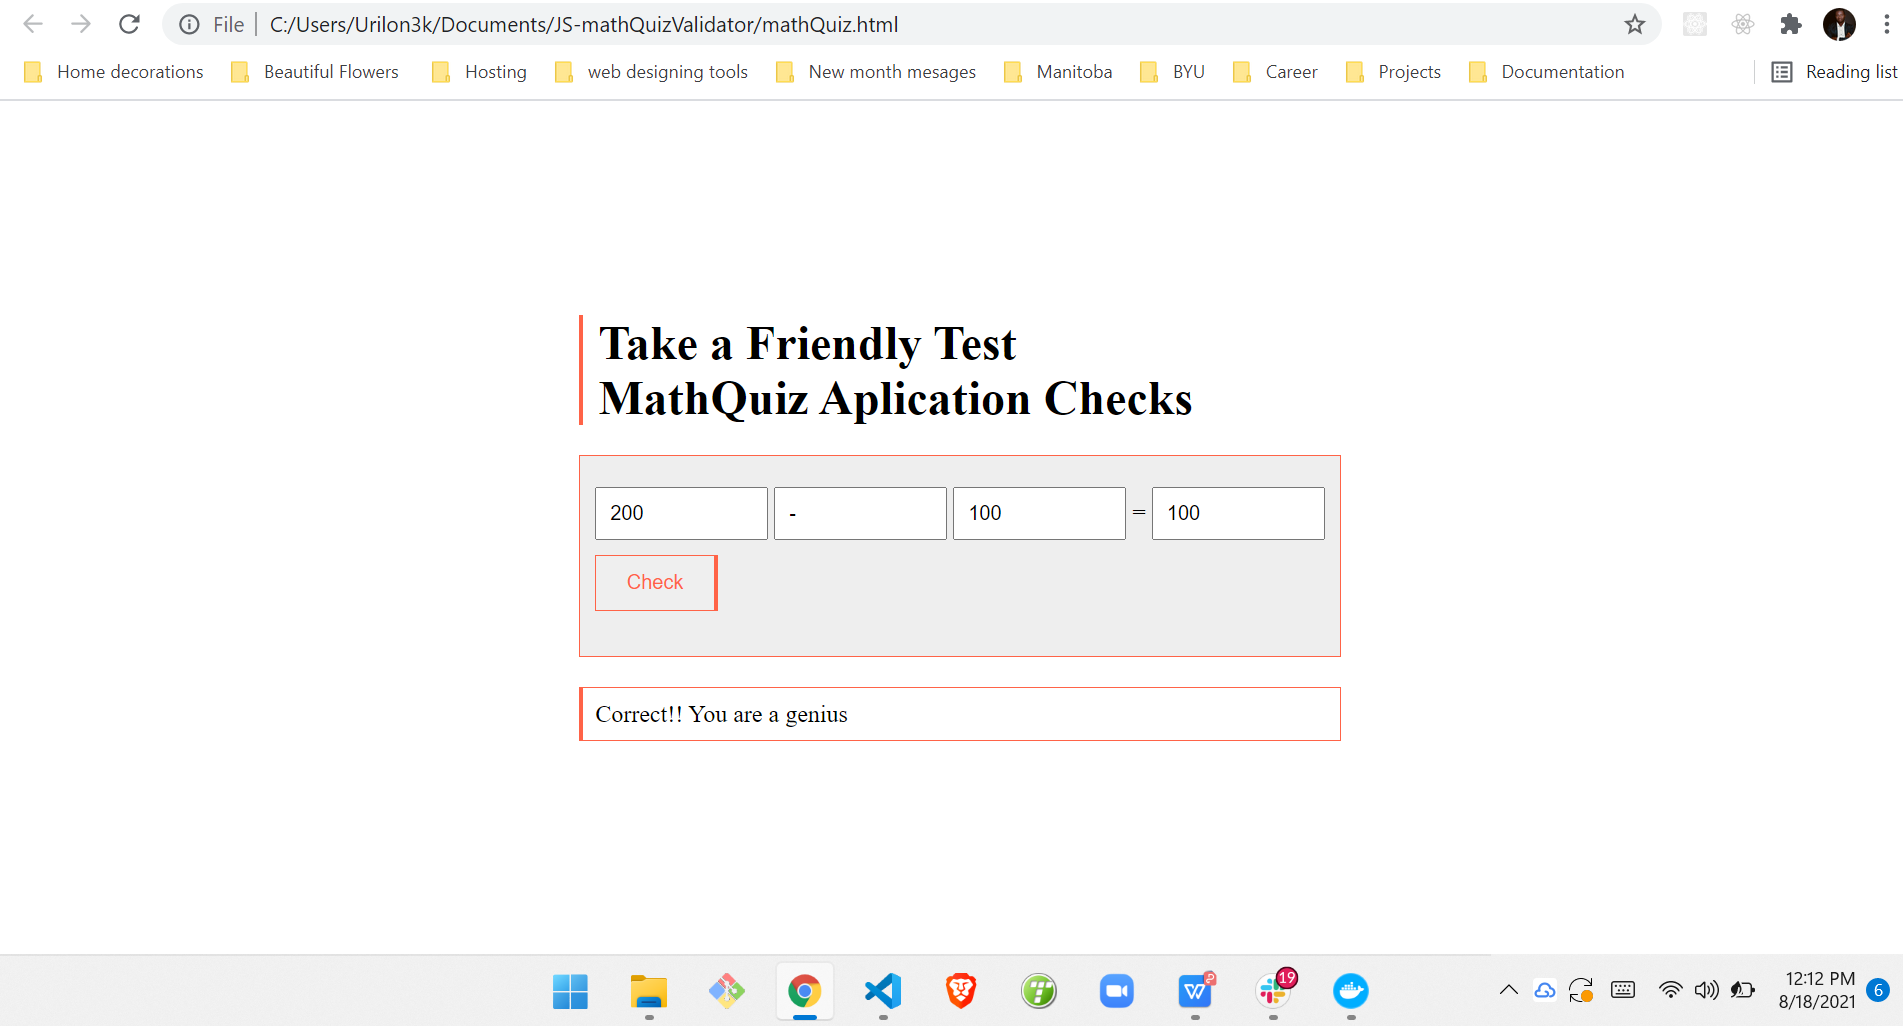 File | C:/Users/Urilon3k/Documents/JS-mathQuizValidator/mathQuiz.html
Home decorations Beautiful Flowers Hosting web designing tools New month mesages Manitoba BYU Career Projects Documentation Reading list
Take a Friendly Test
MathQuiz Aplication Checks
200 - 100 = 100
Check
Correct!! You are a genius
19
12:12 PM
8/18/2021
6